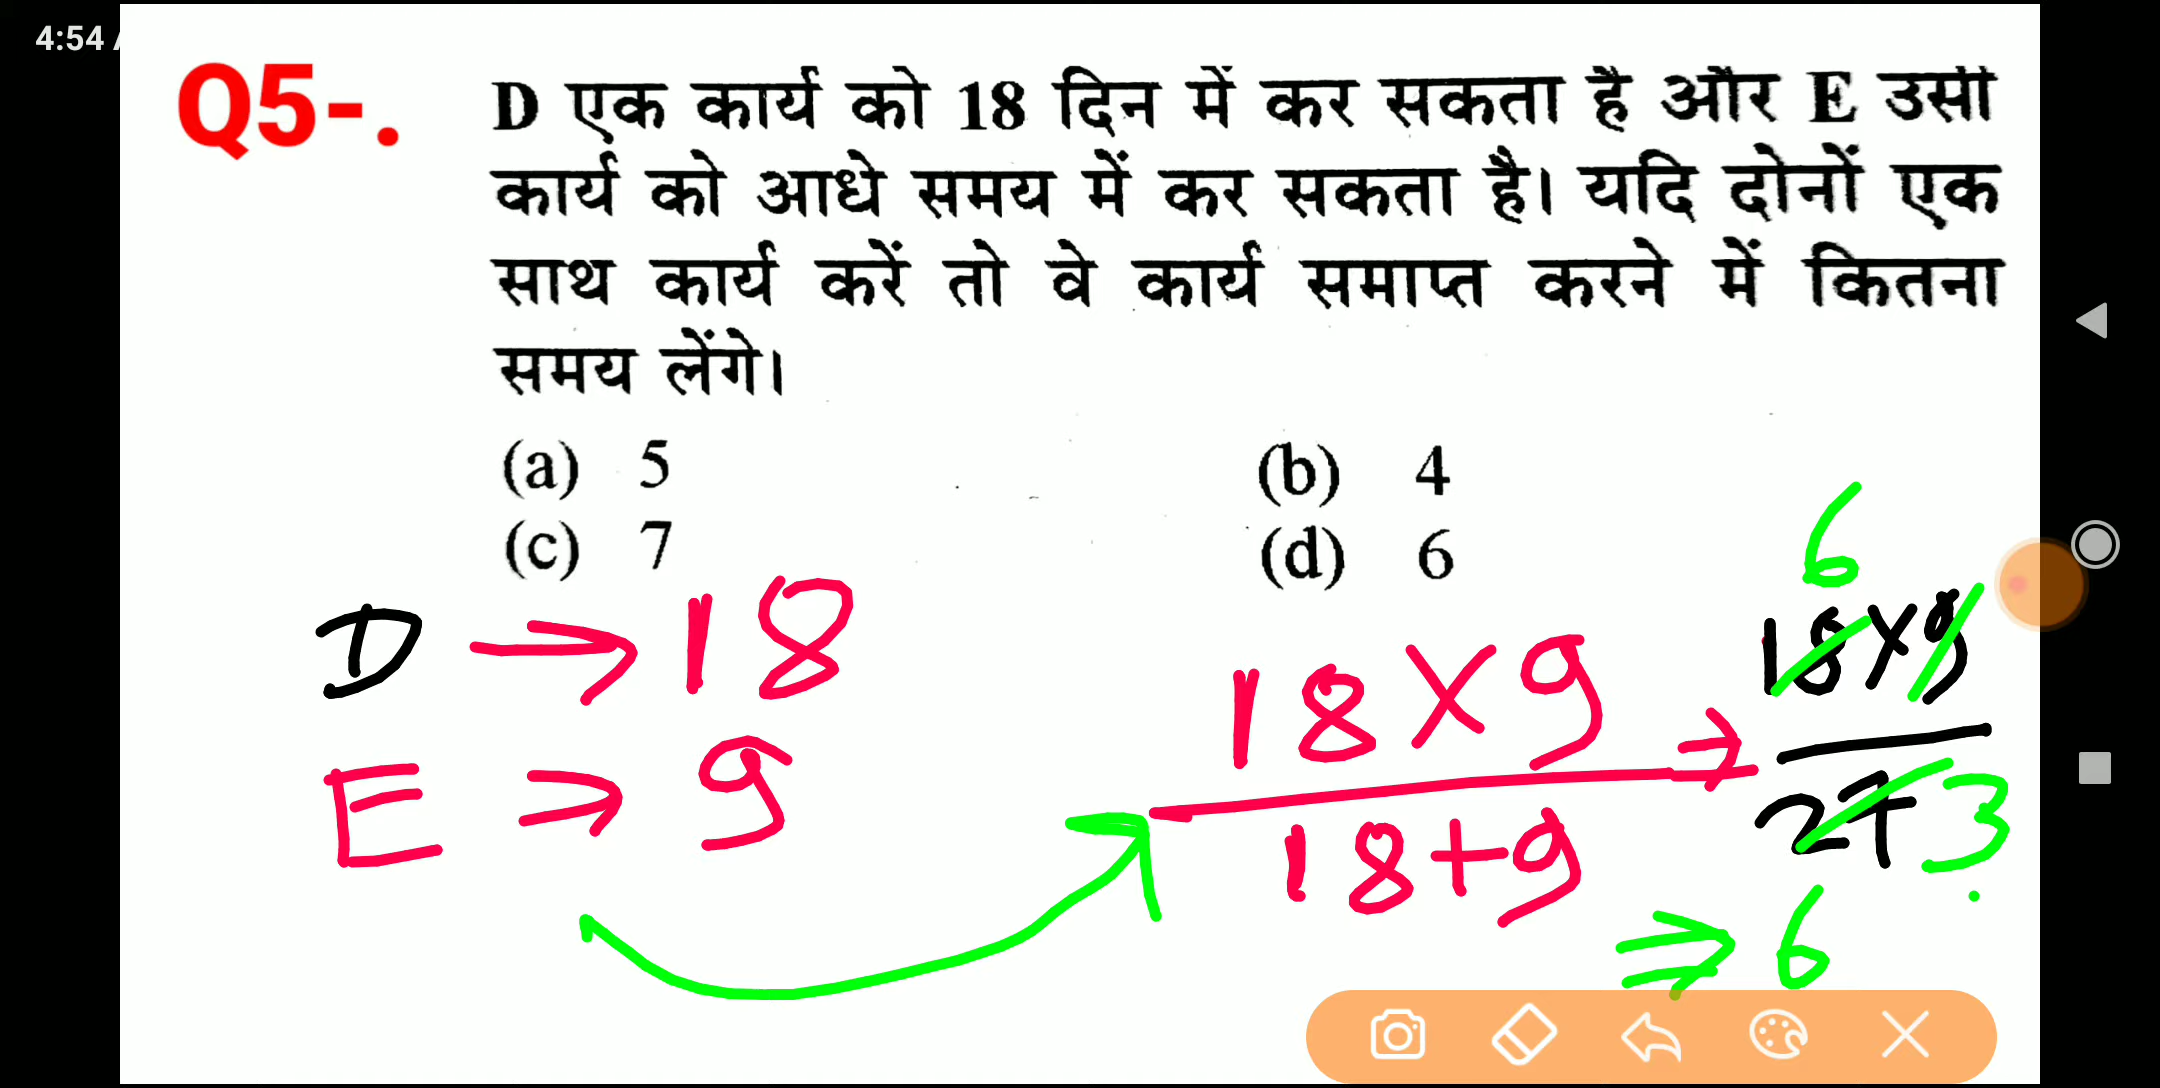 4:54
Q5-.
D एक कार्य को 18 दिन में कर सकता है और E उसी
कार्य को आधे समय में कर सकता है। यदि दोनों एक
साथ कार्य करें तो वे कार्य समाप्त करने में कितना
समय लेंगे।
(a) 5 (b) 4
(c) 7 (d) 6
D → 18
E → 9
18 × 9
18 + 9
→
6
18 × 9
27 3
⇒ 6